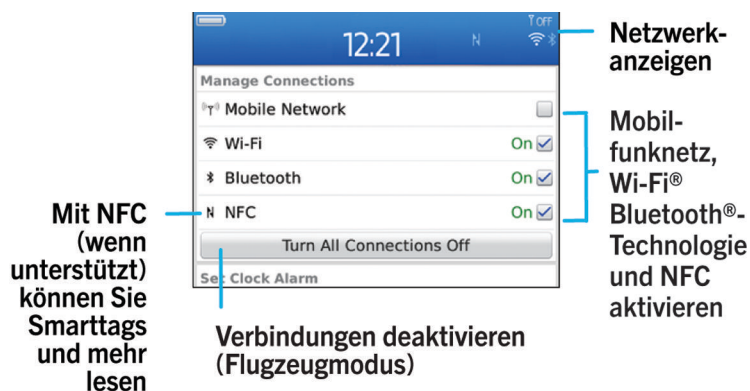 OFF
12:21
Manage Connections
Mobile Network
Wi-Fi On
Bluetooth On
NFC On
Turn All Connections Off
Set Clock Alarm
Netzwerk-
anzeigen
Mobil-
funknetz,
Wi-Fi®
Bluetooth®-
Technologie
und NFC
aktivieren
Mit NFC
(wenn
unterstützt)
können Sie
Smarttags
und mehr
lesen
Verbindungen deaktivieren
(Flugzeugmodus)